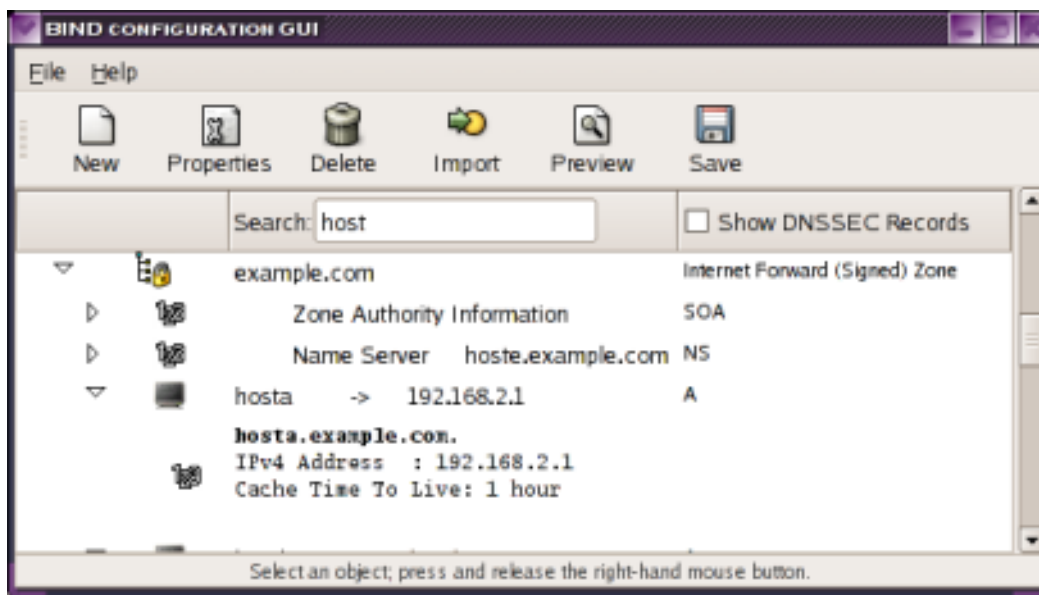 BIND CONFIGURATION GUI
File Help
New Properties Delete Import Preview Save
Search: host Show DNSSEC Records
example.com Internet Forward (Signed) Zone
Zone Authority Information SOA
Name Server hoste.example.com NS
hosta -> 192.168.2.1 A
hosta.example.com.
IPv4 Address : 192.168.2.1
Cache Time To Live: 1 hour
Select an object; press and release the right-hand mouse button.